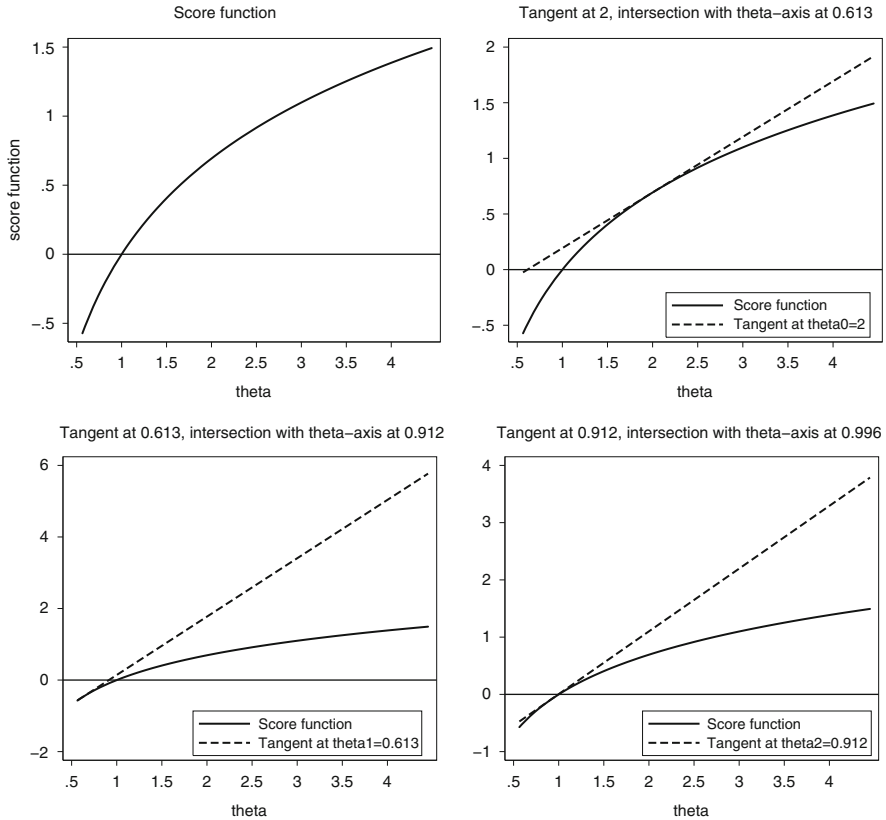 Score function
1.5
1
.5
0
−.5
score function
.5 1 1.5 2 2.5 3 3.5 4
theta
Tangent at 2, intersection with theta−axis at 0.613
2
1.5
1
.5
0
−.5
Score function
Tangent at theta0=2
.5 1 1.5 2 2.5 3 3.5 4
theta
Tangent at 0.613, intersection with theta−axis at 0.912
6
4
2
0
−2
Score function
Tangent at theta1=0.613
.5 1 1.5 2 2.5 3 3.5 4
theta
Tangent at 0.912, intersection with theta−axis at 0.996
4
3
2
1
0
−1
Score function
Tangent at theta2=0.912
.5 1 1.5 2 2.5 3 3.5 4
theta